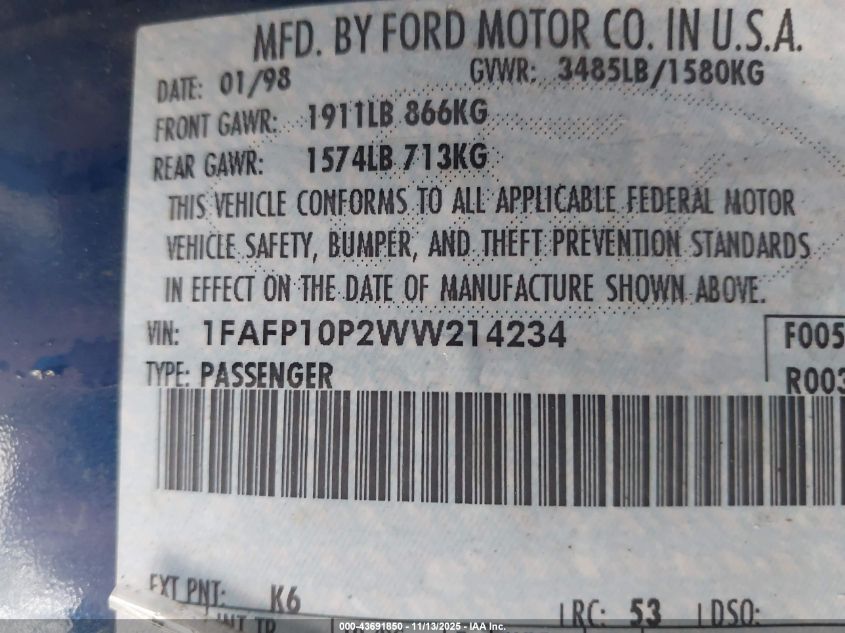 MFD. BY FORD MOTOR CO. IN U.S.A.
DATE: 01/98 GVWR: 3485LB/1580KG
FRONT GAWR: 1911LB 866KG
REAR GAWR: 1574LB 713KG
THIS VEHICLE CONFORMS TO ALL APPLICABLE FEDERAL MOTOR
VEHICLE SAFETY, BUMPER, AND THEFT PREVENTION STANDARDS
IN EFFECT ON THE DATE OF MANUFACTURE SHOWN ABOVE.
VIN: 1FAFP10P2WW214234 F005
TYPE: PASSENGER R003
EXT PNT: K6 RC: 53 DSO:
INT TR
000-43691850 - 11/13/2025 - IAA Inc.